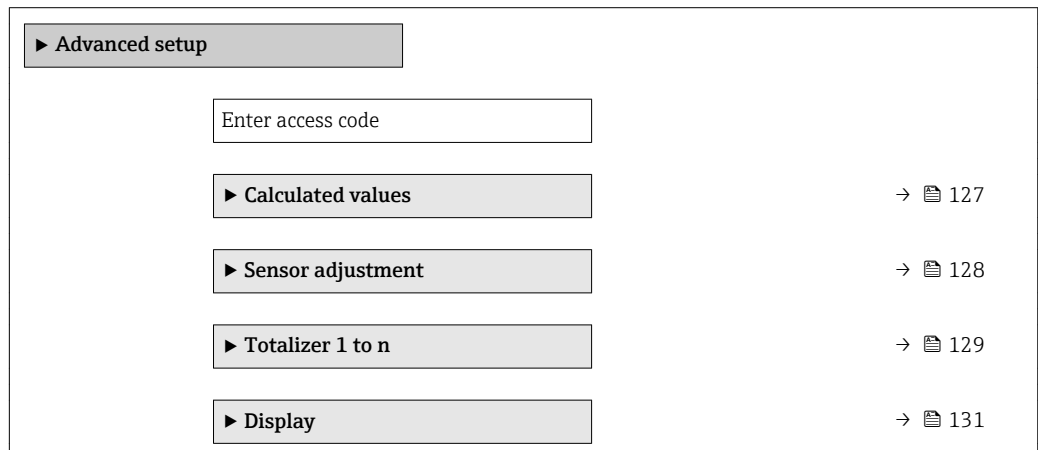 ► Advanced setup
Enter access code
► Calculated values → 127
► Sensor adjustment → 128
► Totalizer 1 to n → 129
► Display → 131